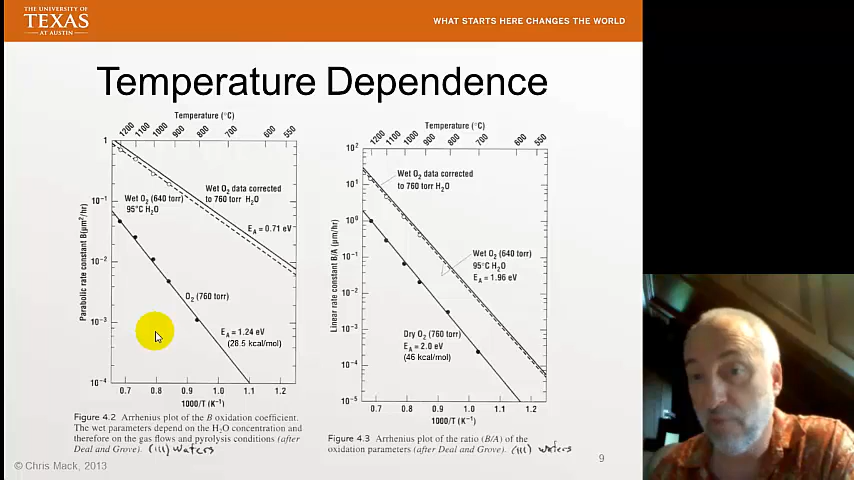 THE UNIVERSITY OF
TEXAS
AT AUSTIN
WHAT STARTS HERE CHANGES THE WORLD
Temperature Dependence
Temperature (°C)
1200 1100 1000 900 800 700 600 550
1
10⁻¹
10⁻²
10⁻³
10⁻⁴
Parabolic rate constant B(μm²/hr)
Wet O₂ (640 torr)
95°C H₂O
Wet O₂ data corrected
to 760 torr H₂O
E_A = 0.71 eV
O₂ (760 torr)
E_A = 1.24 eV
(28.5 kcal/mol)
0.7 0.8 0.9 1.0 1.1 1.2
1000/T (K⁻¹)
Figure 4.2 Arrhenius plot of the B oxidation coefficient.
The wet parameters depend on the H₂O concentration and
therefore on the gas flows and pyrolysis conditions (after
Deal and Grove). (111) wafers
Temperature (°C)
1200 1100 1000 900 800 700 600 550
10²
10¹
10⁰
10⁻¹
10⁻²
10⁻³
10⁻⁴
10⁻⁵
Linear rate constant B/A (μm/hr)
Wet O₂ data corrected
to 760 torr H₂O
Wet O₂ (640 torr)
95°C H₂O
E_A = 1.96 eV
Dry O₂ (760 torr)
E_A = 2.0 eV
(46 kcal/mol)
0.7 0.8 0.9 1.0 1.1 1.2
1000/T (K⁻¹)
Figure 4.3 Arrhenius plot of the ratio (B/A) of the
oxidation parameters (after Deal and Grove). (111) wafers
© Chris Mack, 2013
9